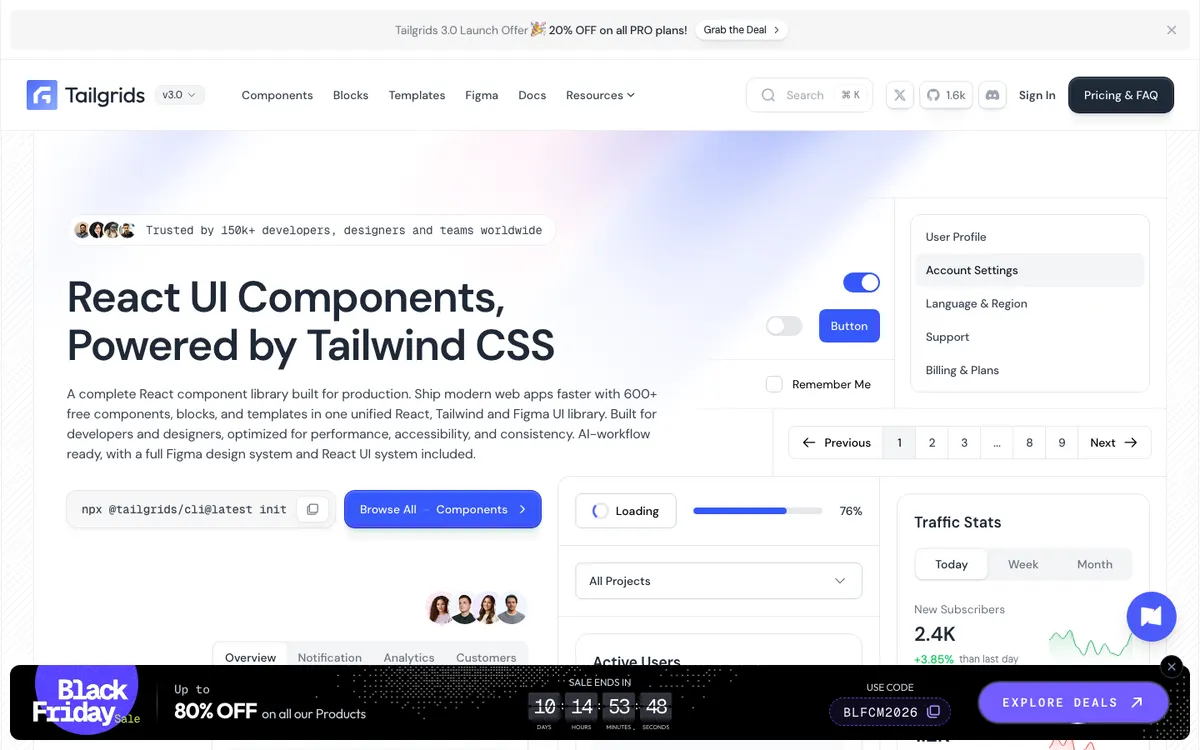 Tailgrids 3.0 Launch Offer 🎉 20% OFF on all PRO plans! Grab the Deal
Tailgrids v3.0 Components Blocks Templates Figma Docs Resources Search ⌘ K 1.6k Sign In Pricing & FAQ
Trusted by 150k+ developers, designers and teams worldwide
React UI Components,
Powered by Tailwind CSS
A complete React component library built for production. Ship modern web apps faster with 600+
free components, blocks, and templates in one unified React, Tailwind and Figma UI library. Built for
developers and designers, optimized for performance, accessibility, and consistency. AI-workflow
ready, with a full Figma design system and React UI system included.
npx @tailgrids/cli@latest init
Browse All – Components
Button
Remember Me
User Profile
Account Settings
Language & Region
Support
Billing & Plans
← Previous 1 2 3 ... 8 9 Next →
Loading 76%
All Projects
Active Users
Traffic Stats
Today Week Month
New Subscribers
2.4K
+3.85% than last day
Overview Notification Analytics Customers
Black
Friday Sale
Up to
80% OFF on all our Products
SALE ENDS IN
10 : 14 : 53 : 48
DAYS HOURS MINUTES SECONDS
USE CODE
BLFCM2026
EXPLORE DEALS